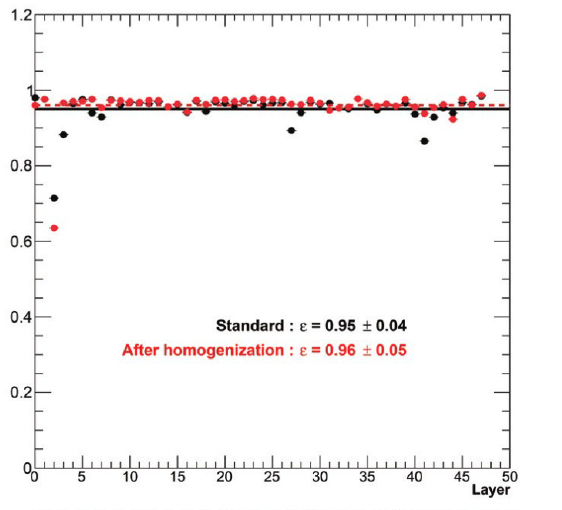 1.2
1
0.8
0.6
0.4
0.2
0
Standard : ε = 0.95 ± 0.04
After homogenization : ε = 0.96 ± 0.05
0 5 10 15 20 25 30 35 40 45 50
Layer